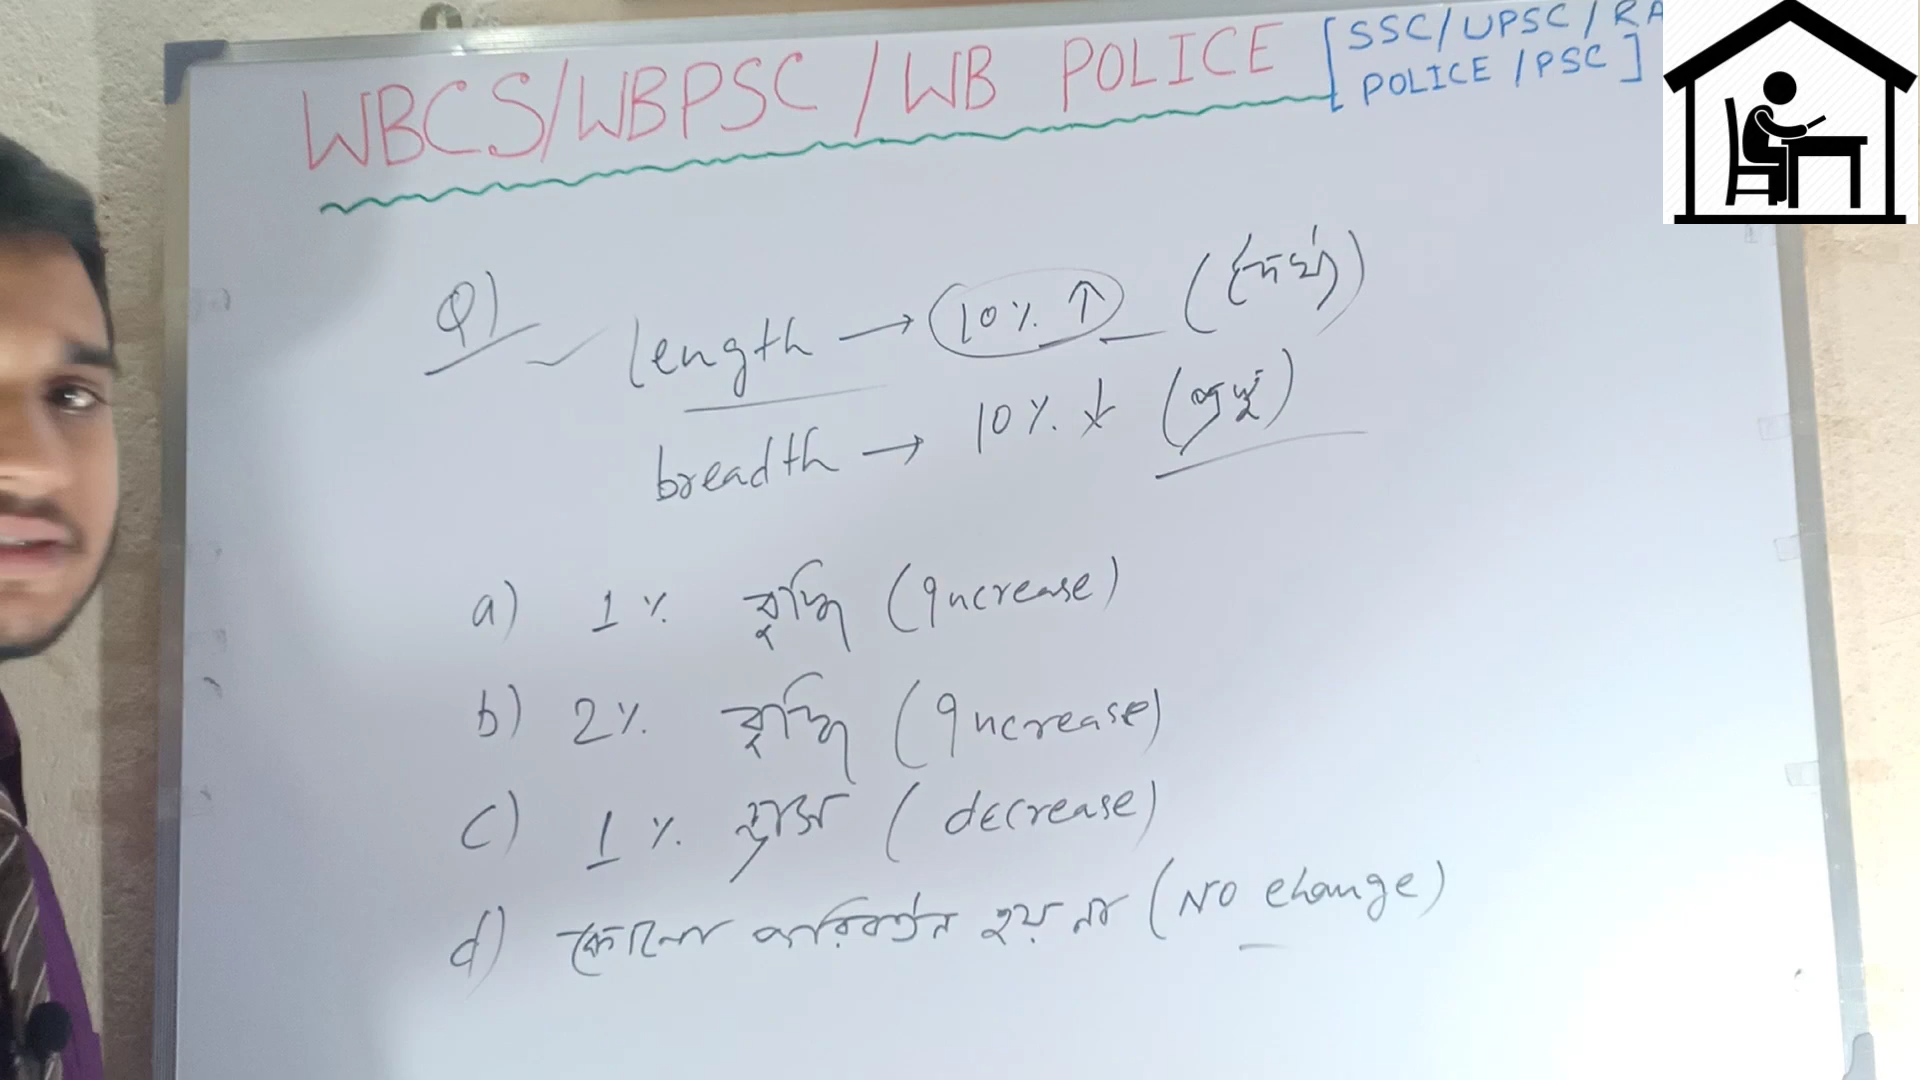 WBCS/WBPSC/WB POLICE [SSC/UPSC/RA
POLICE/PSC]
Q1) length → 10% ↑ (দৈর্ঘ্য)
breadth → 10% ↓ (প্রস্থ)
a) 1% বৃদ্ধি (Increase)
b) 2% বৃদ্ধি (Increase)
c) 1% হ্রাস (decrease)
d) কোনো পরিবর্তন হয় না (No change)